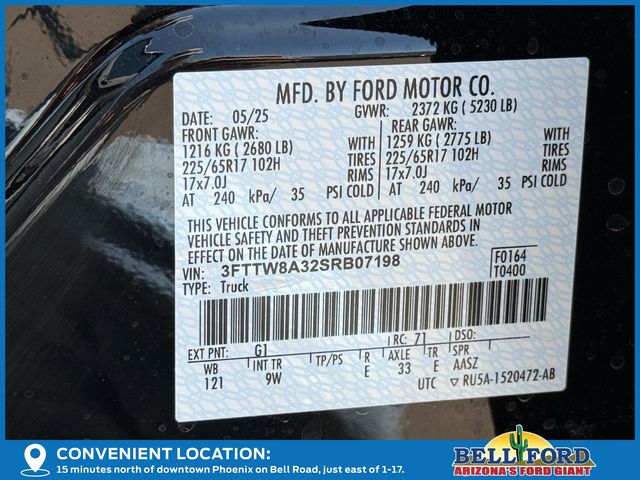 MFD. BY FORD MOTOR CO.
DATE: 05/25 GVWR: 2372 KG ( 5230 LB)
FRONT GAWR: REAR GAWR:
1216 KG ( 2680 LB) WITH 1259 KG ( 2775 LB) WITH
225/65R17 102H TIRES 225/65R17 102H TIRES
17x7.0J RIMS 17x7.0J RIMS
AT 240 kPa/ 35 PSI COLD AT 240 kPa/ 35 PSI COLD
THIS VEHICLE CONFORMS TO ALL APPLICABLE FEDERAL MOTOR
VEHICLE SAFETY AND THEFT PREVENTION STANDARDS IN EFFECT
ON THE DATE OF MANUFACTURE SHOWN ABOVE.
VIN: 3FTTW8A32SRB07198 F0164
TYPE: Truck T0400
EXT PNT: G1 RC: 71 DSO:
WB INT TR TP/PS R AXLE TR SPR
121 9W E 33 E AASZ
UTC ▽ RU5A-1520472-AB
CONVENIENT LOCATION:
15 minutes north of downtown Phoenix on Bell Road, just east of 1-17.
BELL FORD
ARIZONA'S FORD GIANT